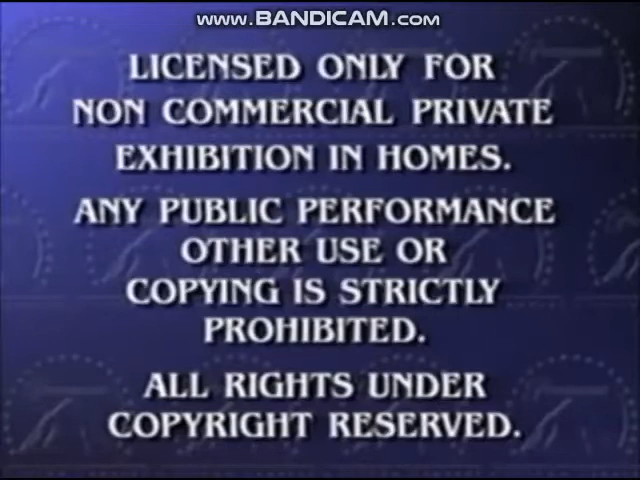 www.BANDICAM.com
LICENSED ONLY FOR
NON COMMERCIAL PRIVATE
EXHIBITION IN HOMES.
ANY PUBLIC PERFORMANCE
OTHER USE OR
COPYING IS STRICTLY
PROHIBITED.
ALL RIGHTS UNDER
COPYRIGHT RESERVED.